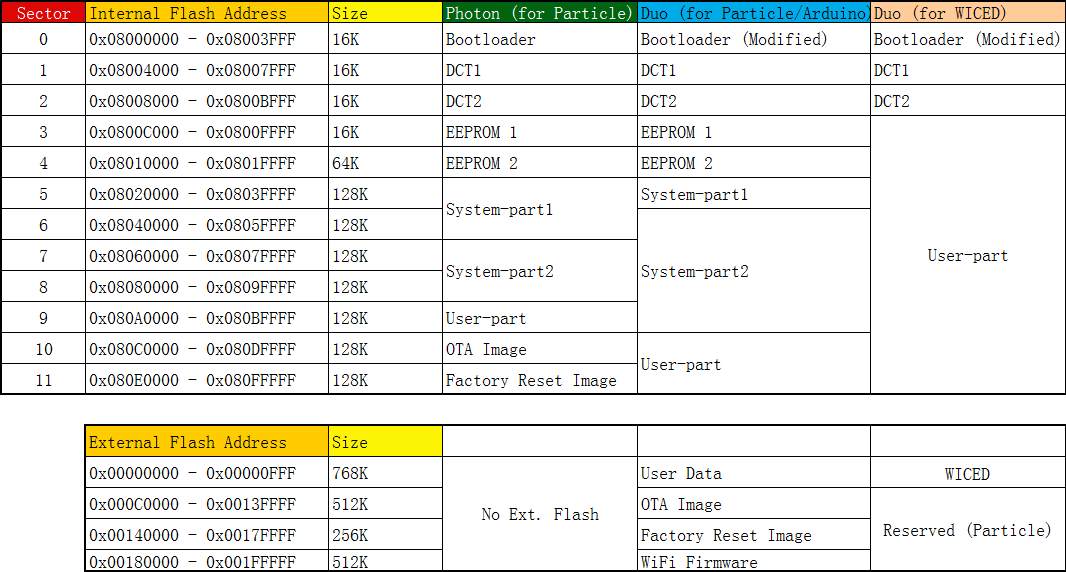 Sector Internal Flash Address Size Photon (for Particle) Duo (for Particle/Arduino) Duo (for WICED)
0 0x08000000 - 0x08003FFF 16K Bootloader Bootloader (Modified) Bootloader (Modified)
1 0x08004000 - 0x08007FFF 16K DCT1 DCT1 DCT1
2 0x08008000 - 0x0800BFFF 16K DCT2 DCT2 DCT2
3 0x0800C000 - 0x0800FFFF 16K EEPROM 1 EEPROM 1
4 0x08010000 - 0x0801FFFF 64K EEPROM 2 EEPROM 2
5 0x08020000 - 0x0803FFFF 128K System-part1
System-part1
6 0x08040000 - 0x0805FFFF 128K
7 0x08060000 - 0x0807FFFF 128K User-part
System-part2 System-part2
8 0x08080000 - 0x0809FFFF 128K
9 0x080A0000 - 0x080BFFFF 128K User-part
10 0x080C0000 - 0x080DFFFF 128K OTA Image
User-part
11 0x080E0000 - 0x080FFFFF 128K Factory Reset Image
External Flash Address Size
0x00000000 - 0x00000FFF 768K User Data WICED
0x000C0000 - 0x0013FFFF 512K OTA Image
No Ext. Flash
Reserved (Particle)
0x00140000 - 0x0017FFFF 256K Factory Reset Image
0x00180000 - 0x001FFFFF 512K WiFi Firmware